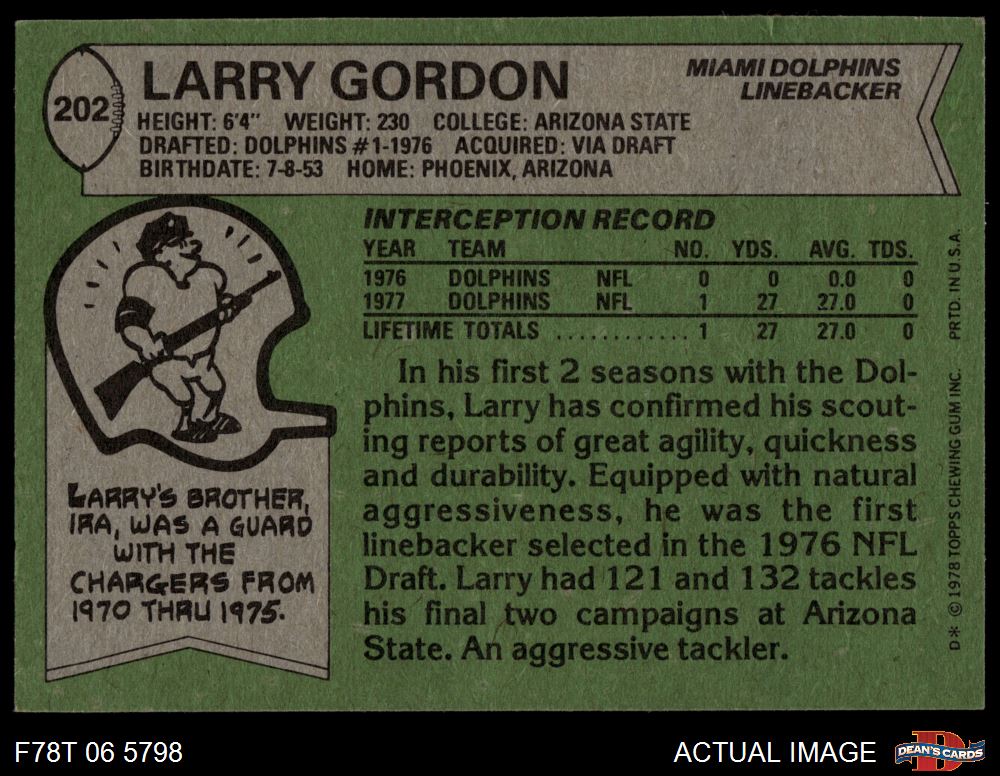 202
LARRY GORDON
MIAMI DOLPHINS
LINEBACKER
HEIGHT: 6'4" WEIGHT: 230 COLLEGE: ARIZONA STATE
DRAFTED: DOLPHINS #1-1976 ACQUIRED: VIA DRAFT
BIRTHDATE: 7-8-53 HOME: PHOENIX, ARIZONA
INTERCEPTION RECORD
YEAR TEAM NO. YDS. AVG. TDS.
1976 DOLPHINS NFL 0 0 0.0 0
1977 DOLPHINS NFL 1 27 27.0 0
LIFETIME TOTALS ............ 1 27 27.0 0
In his first 2 seasons with the Dol-
phins, Larry has confirmed his scout-
ing reports of great agility, quickness
and durability. Equipped with natural
aggressiveness, he was the first
linebacker selected in the 1976 NFL
Draft. Larry had 121 and 132 tackles
his final two campaigns at Arizona
State. An aggressive tackler.
LARRY'S BROTHER,
IRA, WAS A GUARD
WITH THE
CHARGERS FROM
1970 THRU 1975.
D* © 1978 TOPPS CHEWING GUM INC. PRTD. IN U.S.A.
F78T 06 5798
ACTUAL IMAGE
DEAN'S CARDS